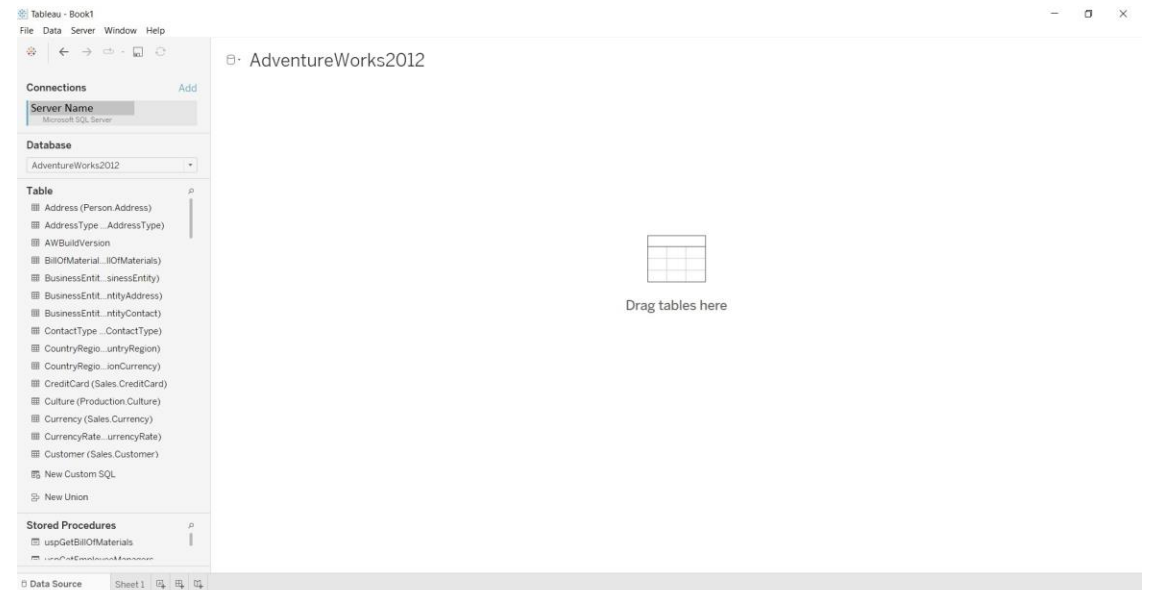 Tableau - Book1
File Data Server Window Help
Connections Add
Server Name
Microsoft SQL Server
Database
AdventureWorks2012
Table
Address (Person.Address)
AddressType ...AddressType)
AWBuildVersion
BillOfMaterial...llOfMaterials)
BusinessEntit...sinessEntity)
BusinessEntit...ntityAddress)
BusinessEntit...ntityContact)
ContactType ...ContactType)
CountryRegio...untryRegion)
CountryRegio...ionCurrency)
CreditCard (Sales.CreditCard)
Culture (Production.Culture)
Currency (Sales.Currency)
CurrencyRate...urrencyRate)
Customer (Sales.Customer)
New Custom SQL
New Union
Stored Procedures
uspGetBillOfMaterials
uspGetEmployeeManagers
Data Source Sheet 1
AdventureWorks2012
Drag tables here